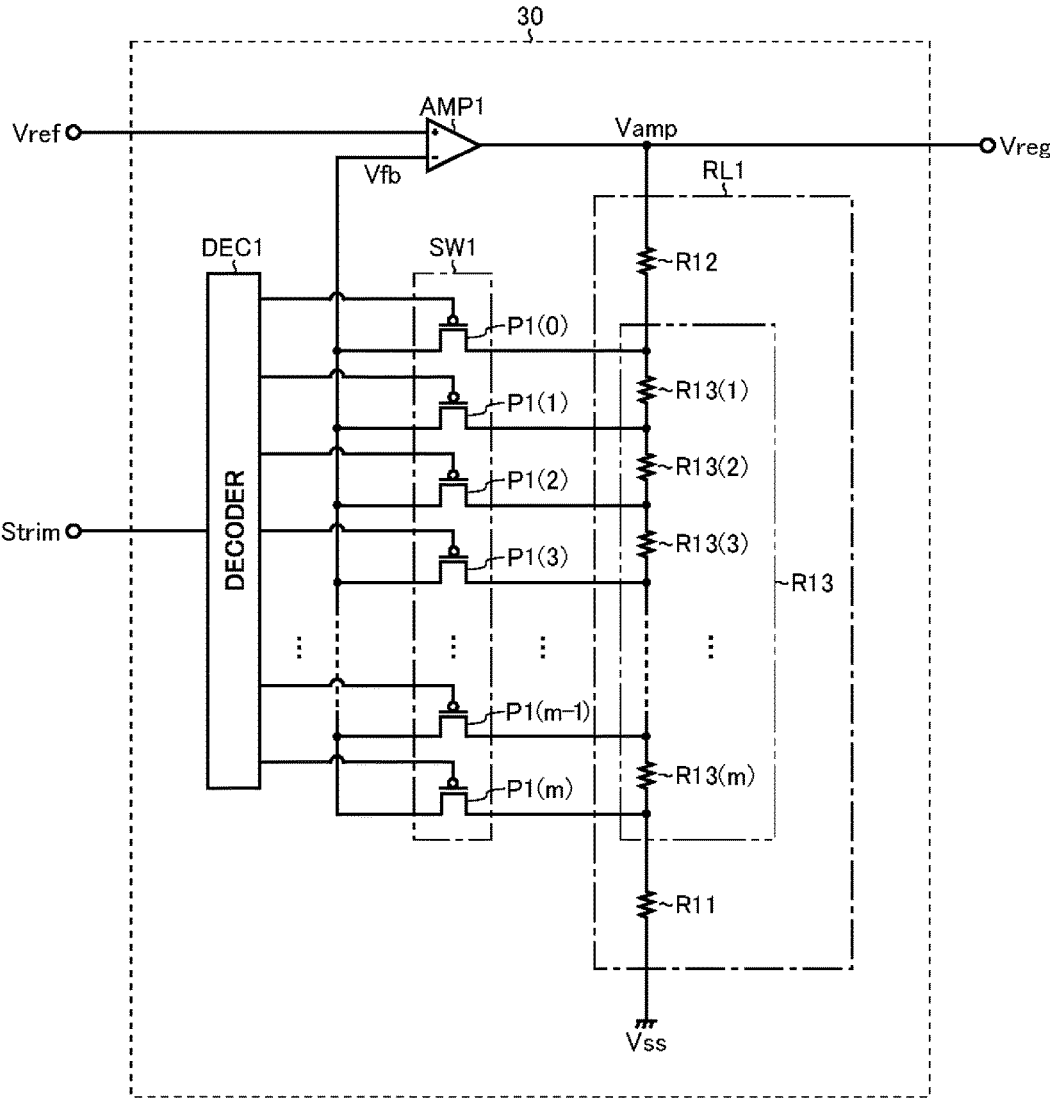 30
AMP1
Vref
+
-
Vamp
Vreg
Vfb
RL1
DEC1
SW1
R12
P1(0)
R13(1)
P1(1)
R13(2)
P1(2)
DECODER
Strim
R13(3)
P1(3)
R13
P1(m-1)
R13(m)
P1(m)
R11
Vss